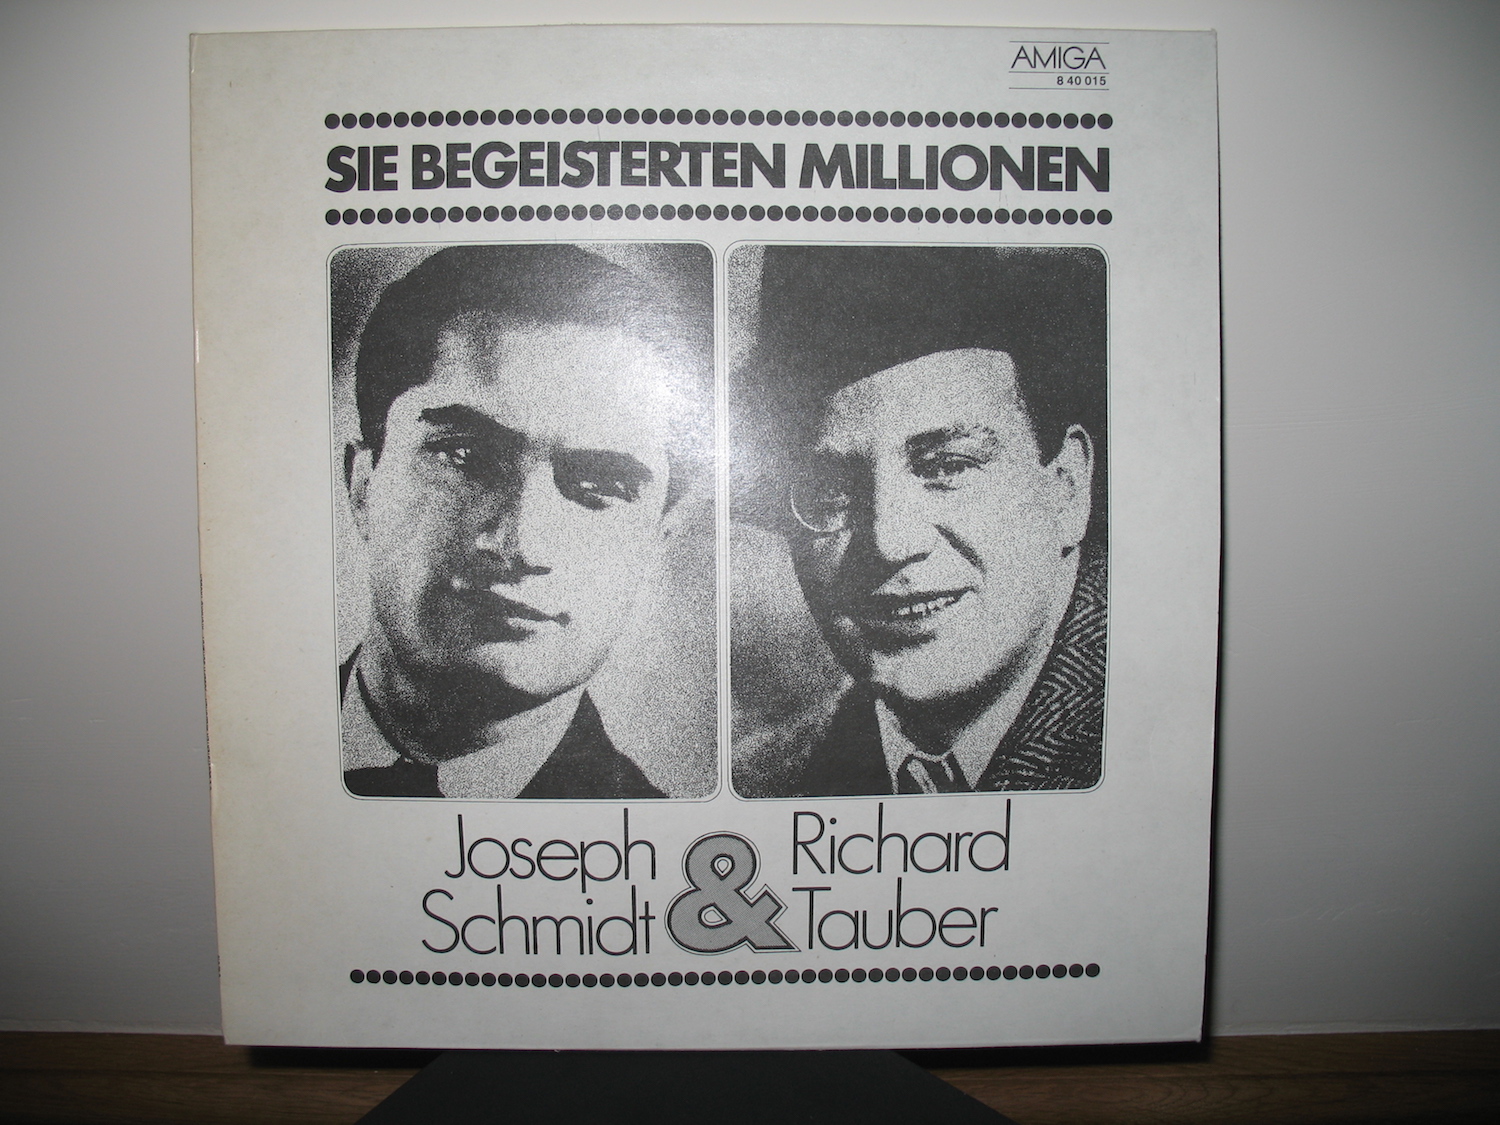 AMIGA
8 40 015
SIE BEGEISTERTEN MILLIONEN
Joseph & Richard
Schmidt Tauber